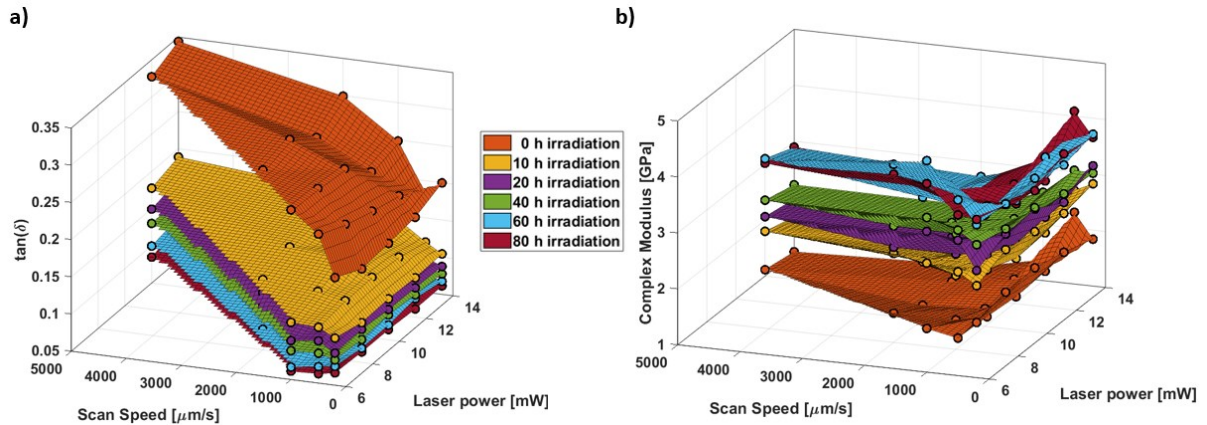 a)
0.35
0.3
0.25
0.2
0.15
0.1
0.05
tan(δ)
5000
4000
3000
2000
1000
0
Scan Speed [μm/s]
6
8
10
12
14
Laser power [mW]
0 h irradiation
10 h irradiation
20 h irradiation
40 h irradiation
60 h irradiation
80 h irradiation
b)
5
4
3
2
1
Complex Modulus [GPa]
5000
4000
3000
2000
1000
0
Scan Speed [μm/s]
6
8
10
12
14
Laser power [mW]